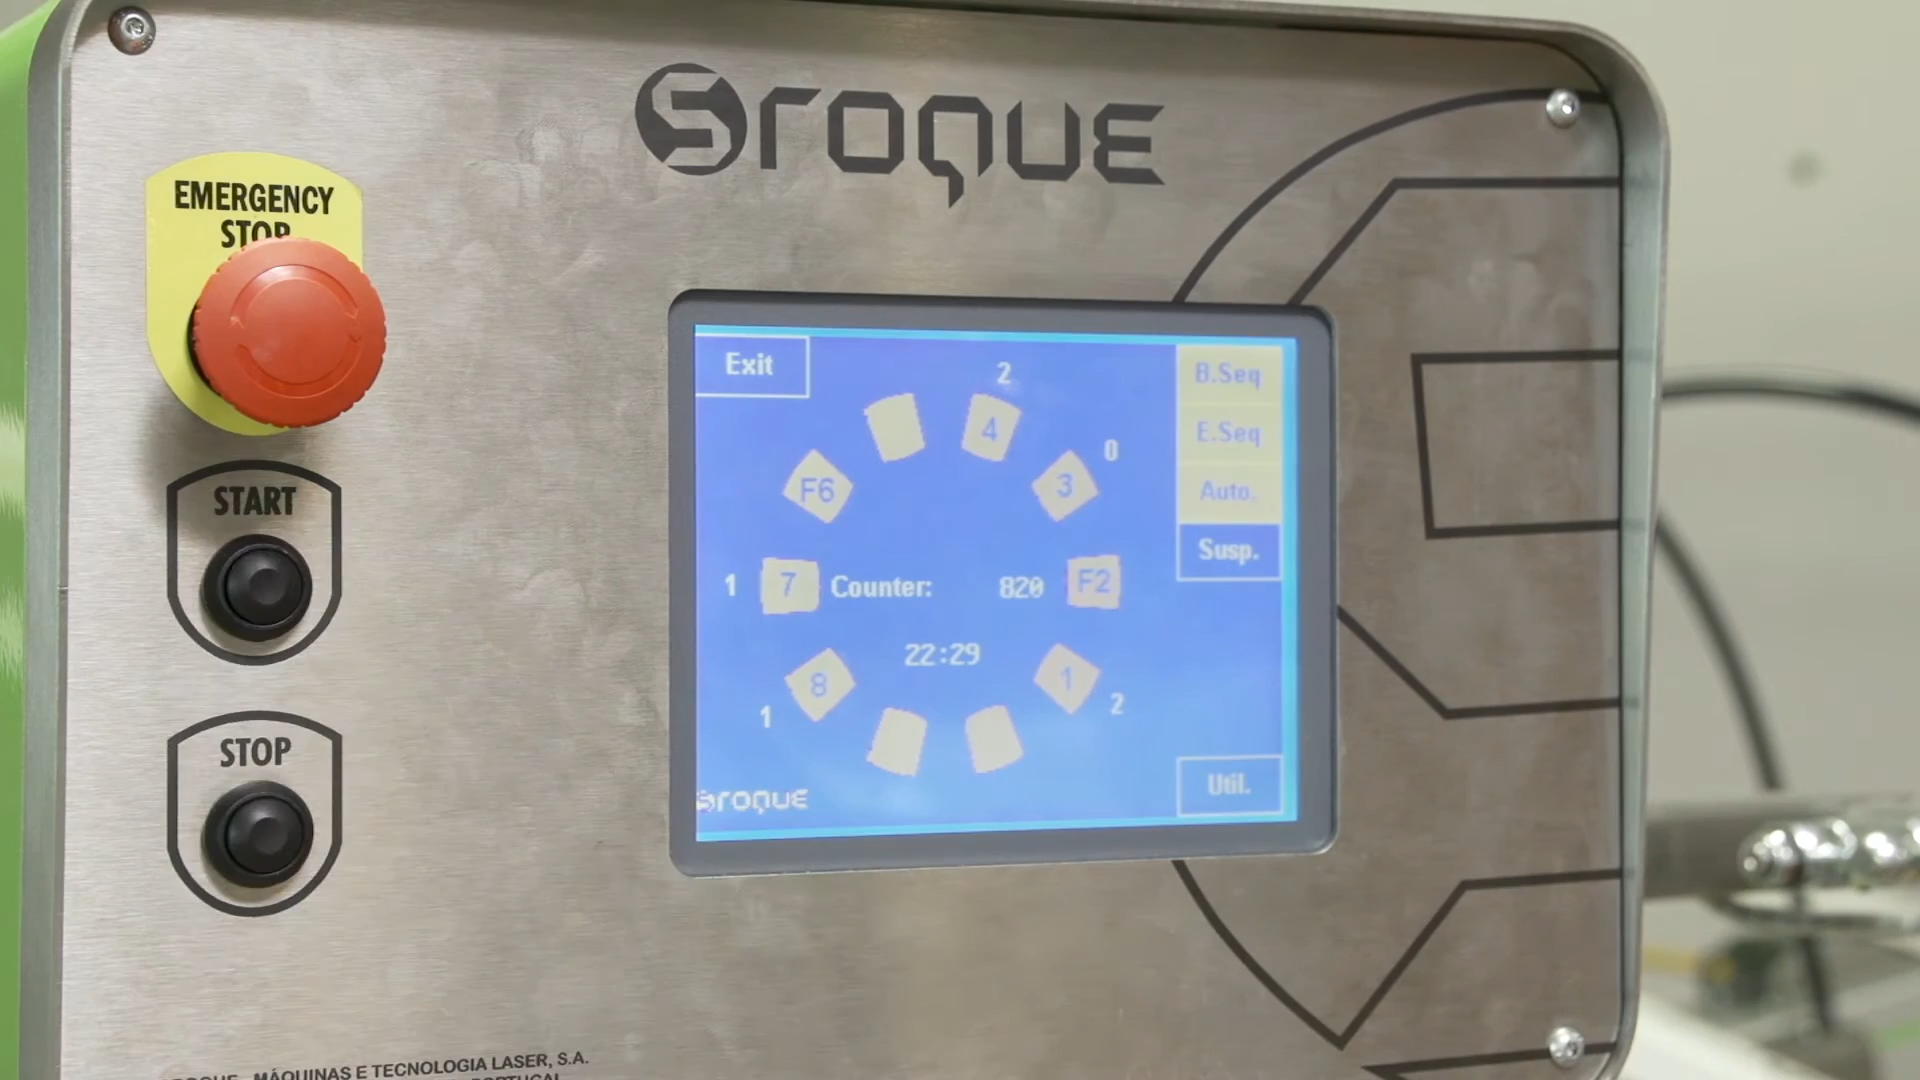 sroque
EMERGENCY
STOP
START
STOP
Exit
2
4
3
0
F6
F2
1
7
Counter:
820
22:29
8
1
1
2
B.Seq
E.Seq
Auto.
Susp.
Util.
sroque
MÁQUINAS E TECNOLOGIA LASER, S.A.
PORTUGAL